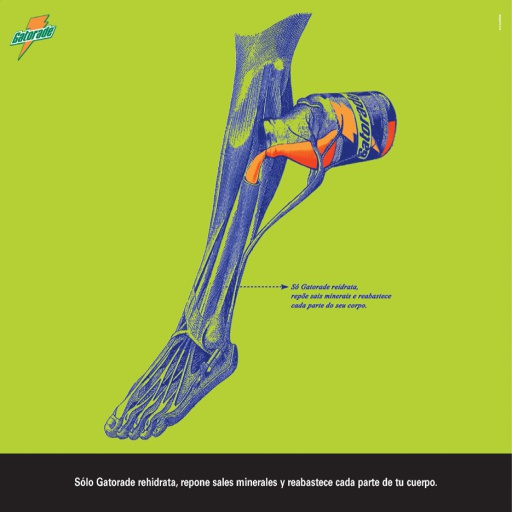 Gatorade
Gatorade
Só Gatorade reidrata,
repõe sais minerais e reabastece
cada parte do seu corpo.
Sólo Gatorade rehidrata, repone sales minerales y reabastece cada parte de tu cuerpo.